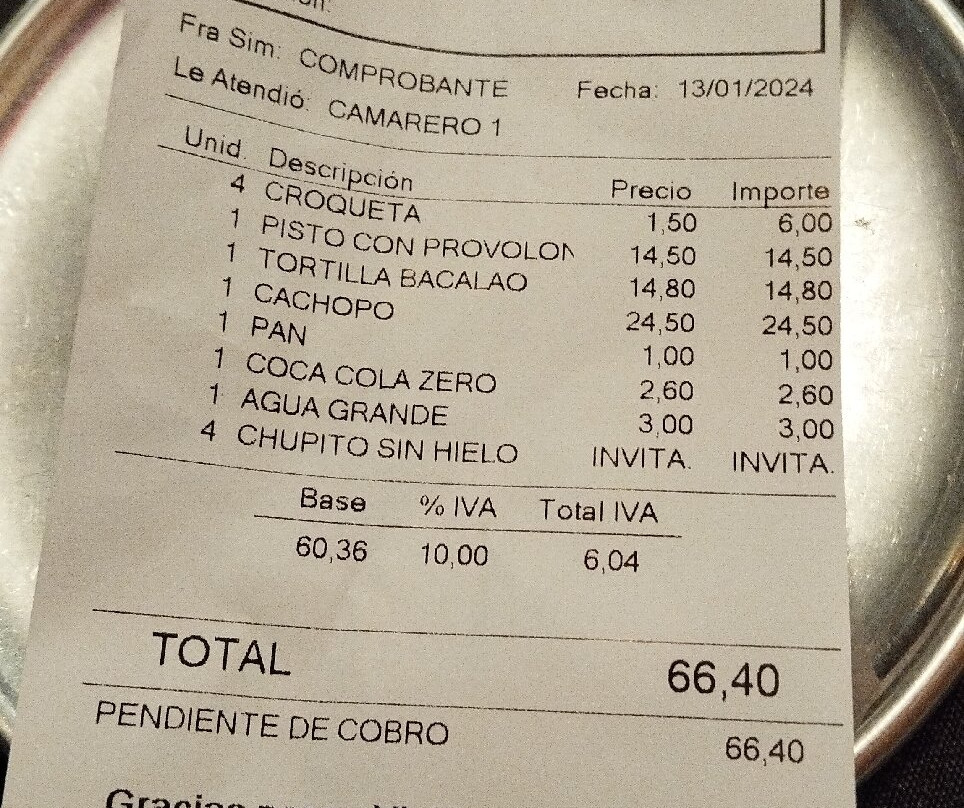 Fra Sim: COMPROBANTE Fecha: 13/01/2024
Le Atendió: CAMARERO 1
Unid. Descripción Precio Importe
4 CROQUETA 1,50 6,00
1 PISTO CON PROVOLON 14,50 14,50
1 TORTILLA BACALAO 14,80 14,80
1 CACHOPO 24,50 24,50
1 PAN 1,00 1,00
1 COCA COLA ZERO 2,60 2,60
1 AGUA GRANDE 3,00 3,00
4 CHUPITO SIN HIELO INVITA. INVITA.
Base % IVA Total IVA
60,36 10,00 6,04
TOTAL 66,40
PENDIENTE DE COBRO 66,40
Gracias